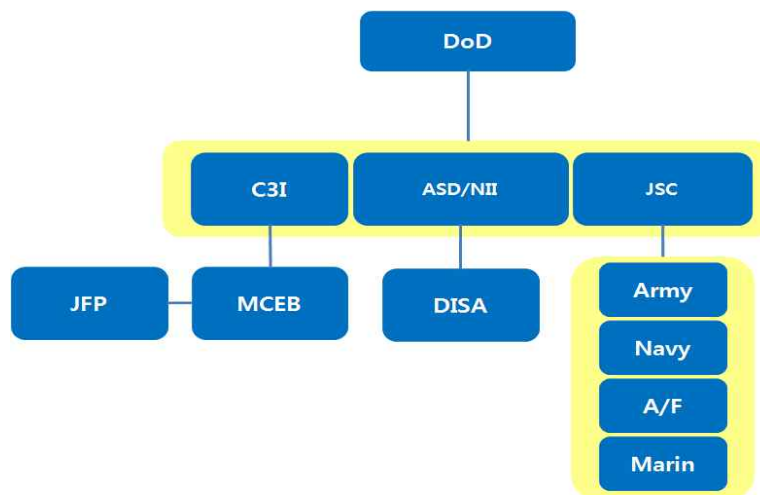 DoD
C3I
ASD/NII
JSC
JFP
MCEB
DISA
Army
Navy
A/F
Marin